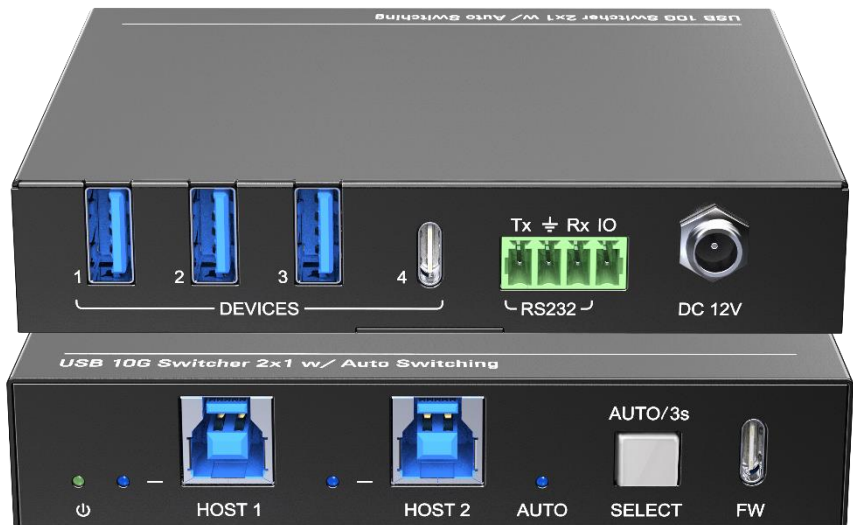 USB 10G Switcher 2x1 w/ Auto Switching
Tx Rx IO
1 2 3 4
DEVICES RS232 DC 12V
USB 10G Switcher 2x1 w/ Auto Switching
AUTO/3s
HOST 1 HOST 2 AUTO SELECT FW